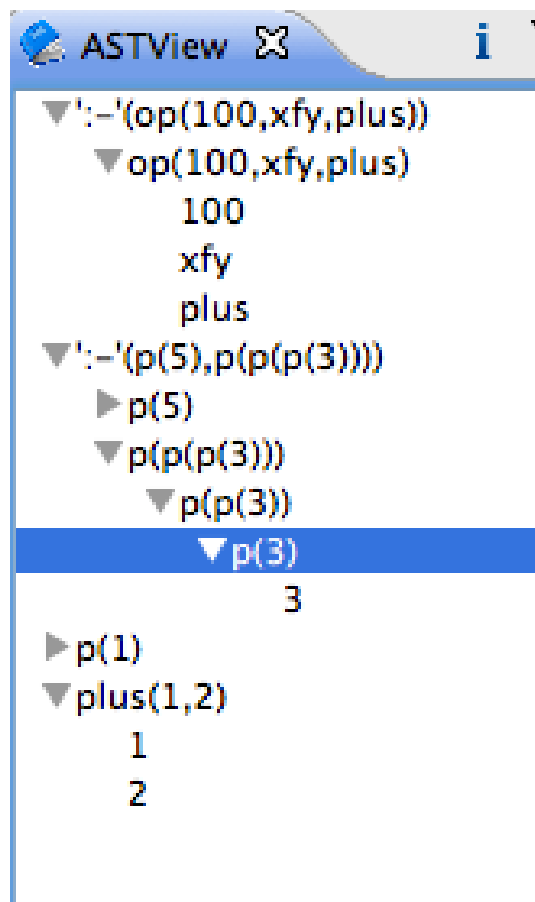 ASTView i
':-'(op(100,xfy,plus))
op(100,xfy,plus)
100
xfy
plus
':-'(p(5),p(p(p(3))))
p(5)
p(p(p(3)))
p(p(3))
p(3)
3
p(1)
plus(1,2)
1
2